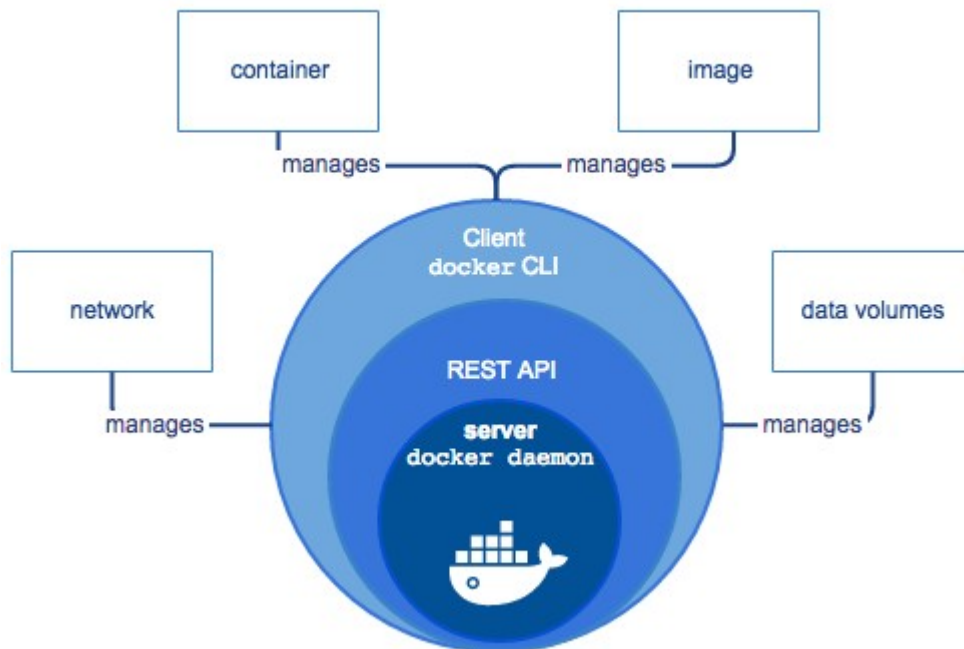 container
image
manages
manages
Client
docker CLI
network
data volumes
REST API
manages
manages
server
docker daemon